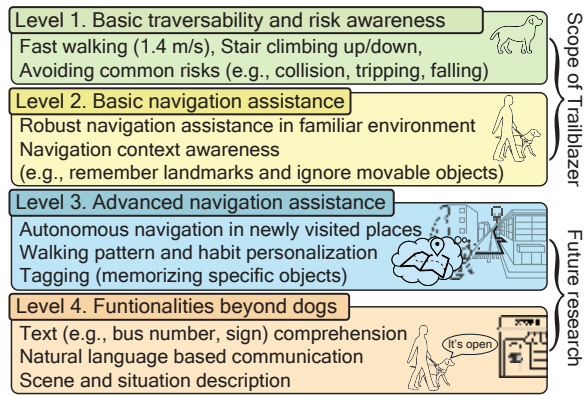 Level 1. Basic traversability and risk awareness
Fast walking (1.4 m/s), Stair climbing up/down,
Avoiding common risks (e.g., collision, tripping, falling)
Level 2. Basic navigation assistance
Robust navigation assistance in familiar environment
Navigation context awareness
(e.g., remember landmarks and ignore movable objects)
Scope of Trailblazer
Level 3. Advanced navigation assistance
Autonomous navigation in newly visited places
Walking pattern and habit personalization
Tagging (memorizing specific objects)
Level 4. Funtionalities beyond dogs
Text (e.g., bus number, sign) comprehension
Natural language based communication
Scene and situation description
It's open
Future research